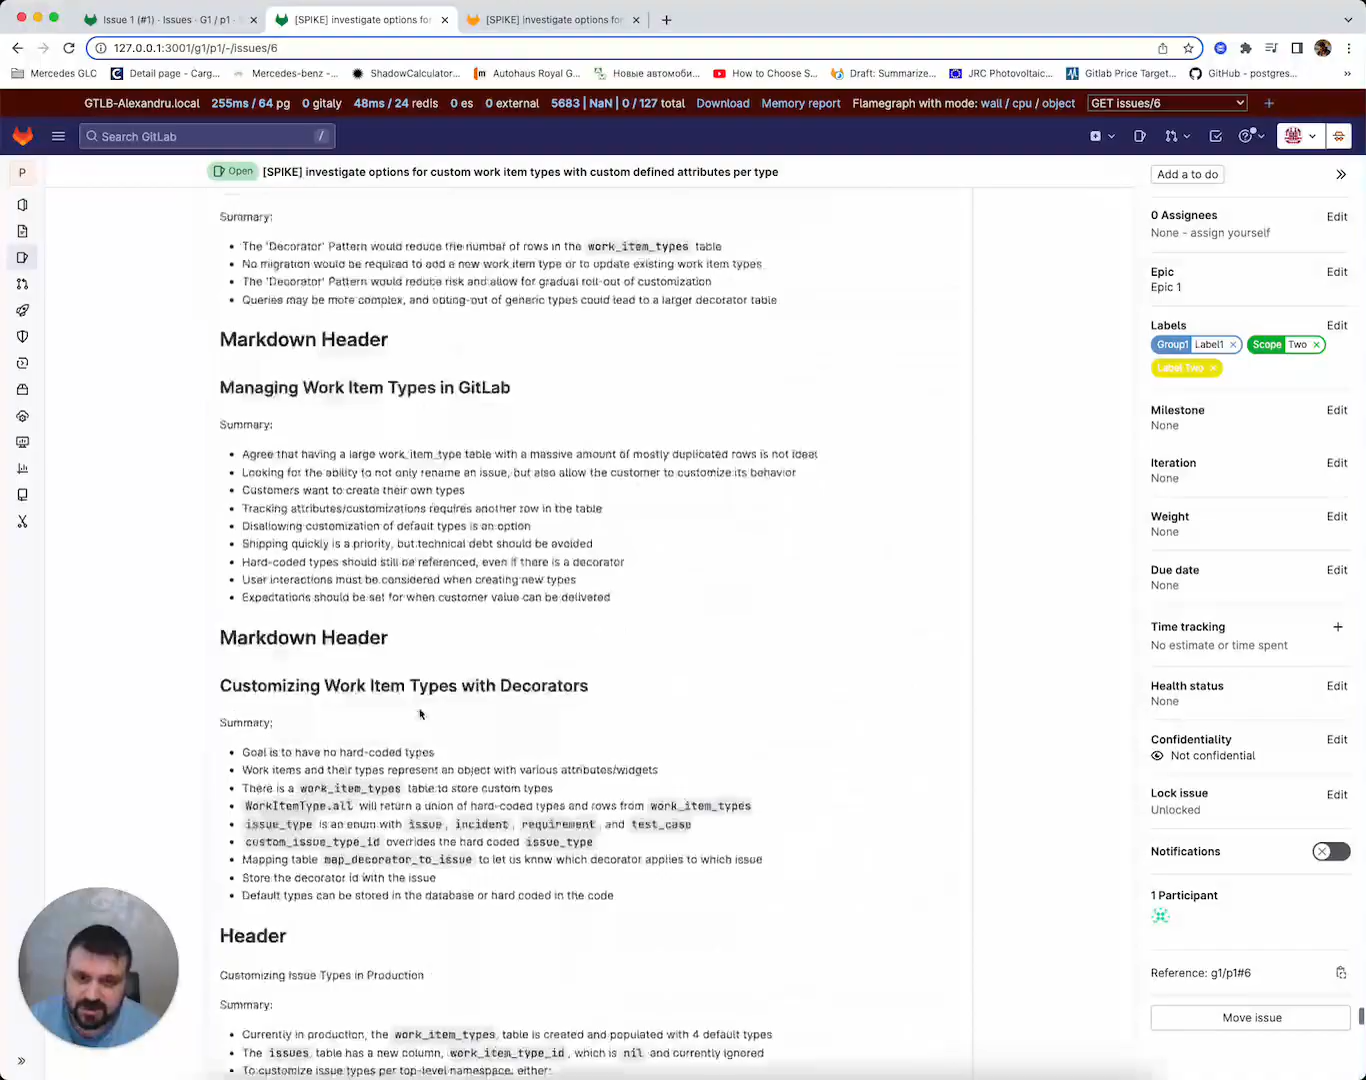 Issue 1 (#1) · Issues · G1 / p1 ·
[SPIKE] investigate options for
[SPIKE] investigate options for
127.0.0.1:3001/g1/p1/-/issues/6
Mercedes GLC
Detail page - Carg...
Mercedes-benz -...
ShadowCalculator...
Autohaus Royal G...
Новые автомоби...
How to Choose S...
Draft: Summarize...
JRC Photovoltaic...
Gitlab Price Target...
GitHub - postgres...
»
GTLB-Alexandru.local 255ms / 64 pg 0 gitaly 48ms / 24 redis 0 es 0 external 5683 | NaN | 0 / 127 total Download Memory report Flamegraph with mode: wall / cpu / object GET issues/6 +
Search GitLab /
P
Open [SPIKE] investigate options for custom work item types with custom defined attributes per type
Summary:
• The 'Decorator' Pattern would reduce the number of rows in the work_item_types table
• No migration would be required to add a new work item type or to update existing work item types
• The 'Decorator' Pattern would reduce risk and allow for gradual roll-out of customization
• Queries may be more complex, and opting-out of generic types could lead to a larger decorator table
Markdown Header
Managing Work Item Types in GitLab
Summary:
• Agree that having a large work_item_type table with a massive amount of mostly duplicated rows is not ideal
• Looking for the ability to not only rename an issue, but also allow the customer to customize its behavior
• Customers want to create their own types
• Tracking attributes/customizations requires another row in the table
• Disallowing customization of default types is an option
• Shipping quickly is a priority, but technical debt should be avoided
• Hard-coded types should still be referenced, even if there is a decorator
• User interactions must be considered when creating new types
• Expectations should be set for when customer value can be delivered
Markdown Header
Customizing Work Item Types with Decorators
Summary:
• Goal is to have no hard-coded types
• Work items and their types represent an object with various attributes/widgets
• There is a work_item_types table to store custom types
• WorkItemType.all will return a union of hard-coded types and rows from work_item_types
• issue_type is an enum with issue, incident, requirement, and test_case
• custom_issue_type_id overrides the hard coded issue_type
• Mapping table map_decorator_to_issue to let us know which decorator applies to which issue
• Store the decorator id with the issue
• Default types can be stored in the database or hard coded in the code
Header
Customizing Issue Types in Production
Summary:
• Currently in production, the work_item_types table is created and populated with 4 default types
• The issues table has a new column, work_item_type_id, which is nil and currently ignored
• To customize issue types per top-level namespace, either:
Add a to do
»
0 Assignees Edit
None - assign yourself
Epic Edit
Epic 1
Labels Edit
Group1 Label1 × Scope Two ×
Label Two ×
Milestone Edit
None
Iteration Edit
None
Weight Edit
None
Due date Edit
None
Time tracking +
No estimate or time spent
Health status Edit
None
Confidentiality Edit
Not confidential
Lock issue Edit
Unlocked
Notifications
1 Participant
Reference: g1/p1#6
Move issue
»